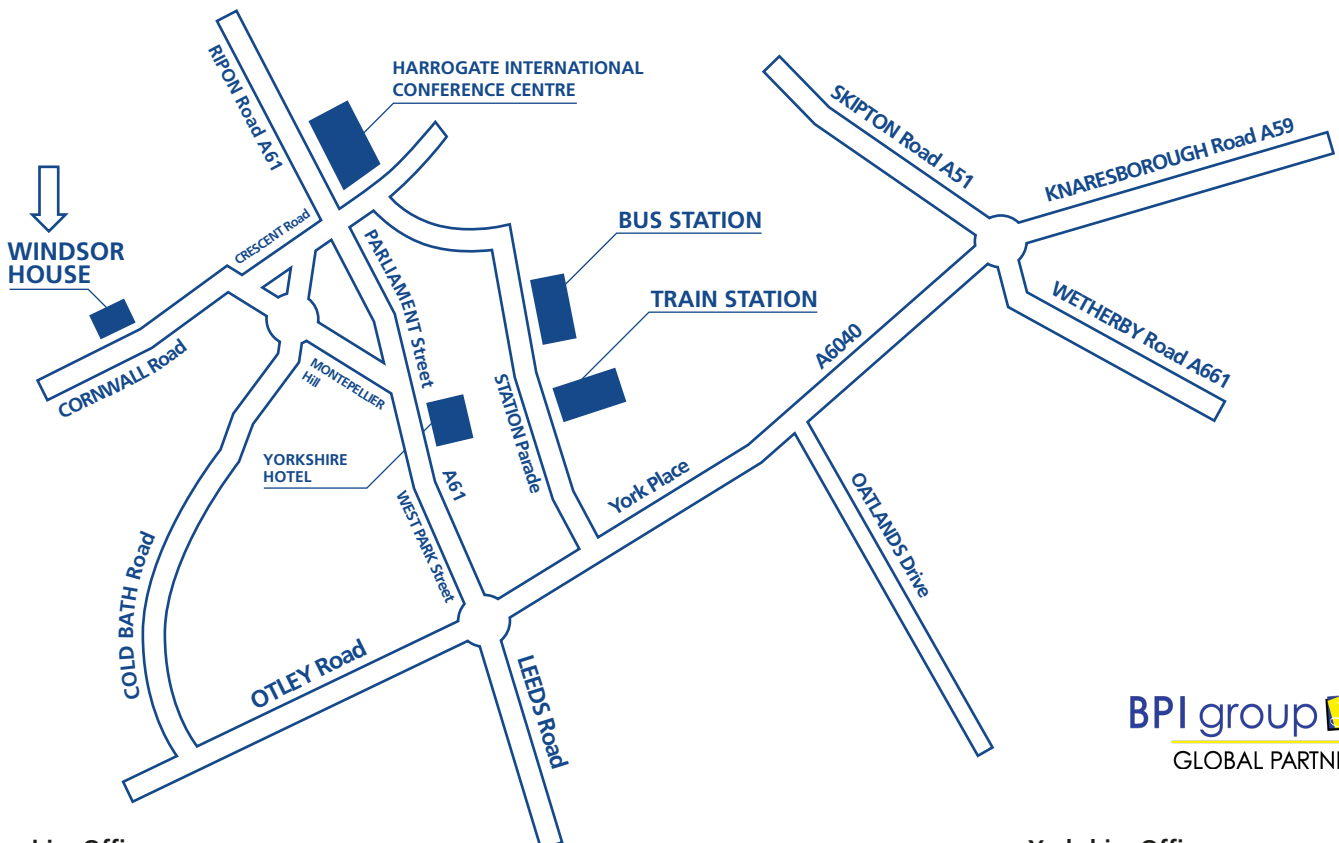 RIPON Road A61
HARROGATE INTERNATIONAL
CONFERENCE CENTRE
SKIPTON Road A51
KNARESBOROUGH Road A59
WINDSOR
HOUSE
CRESCENT Road
PARLIAMENT Street
BUS STATION
TRAIN STATION
WETHERBY Road A661
A6040
CORNWALL Road
MONTEPELLIER
Hill
STATION Parade
YORKSHIRE
HOTEL
A61
WEST PARK Street
York Place
OATLANDS Drive
COLD BATH Road
OTLEY Road
LEEDS Road
BPI group
GLOBAL